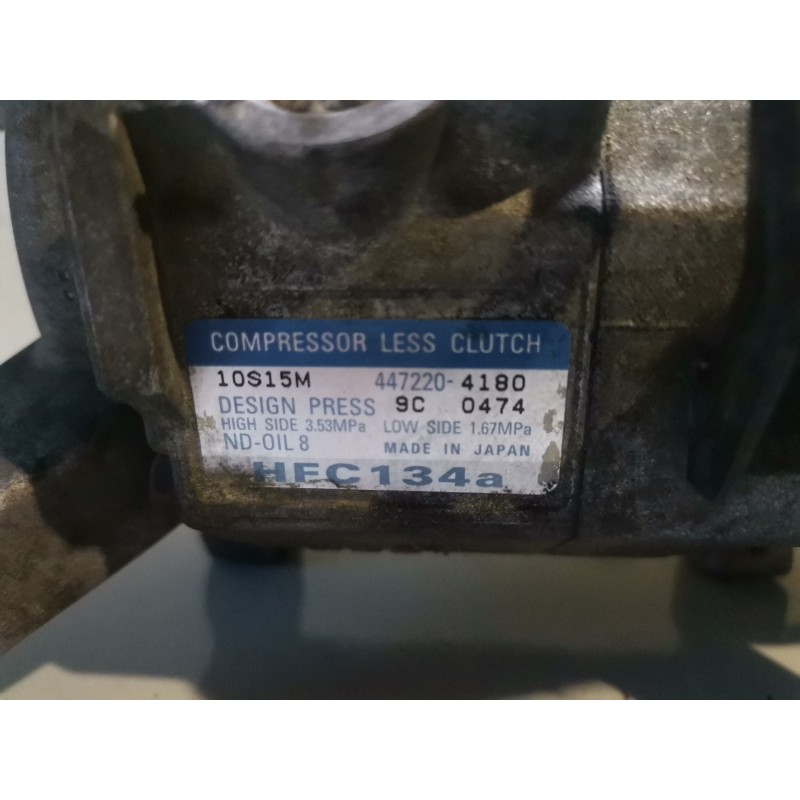 COMPRESSOR LESS CLUTCH
10S15M 447220-4180
DESIGN PRESS 9C 0474
HIGH SIDE 3.53MPa LOW SIDE 1.67MPa
ND-OIL 8 MADE IN JAPAN
HFC134a